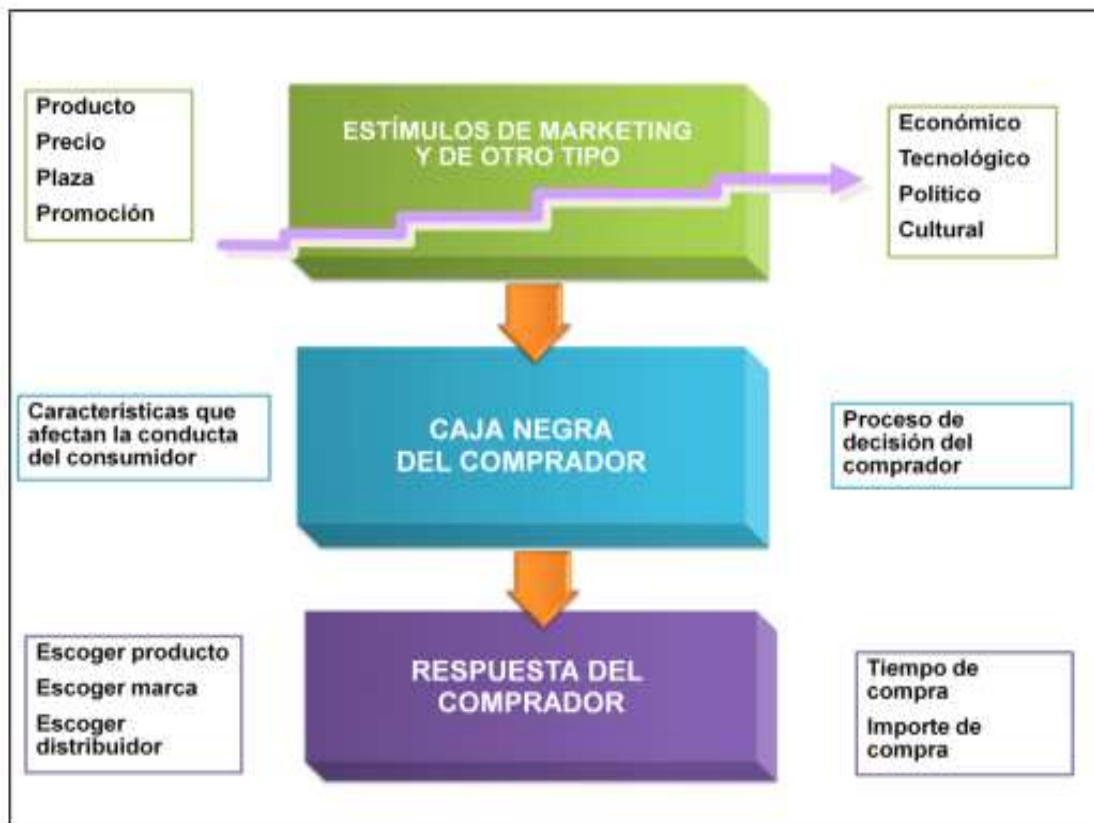 Producto
Precio
Plaza
Promoción
ESTÍMULOS DE MARKETING
Y DE OTRO TIPO
Económico
Tecnológico
Político
Cultural
Características que
afectan la conducta
del consumidor
CAJA NEGRA
DEL COMPRADOR
Proceso de
decisión del
comprador
Escoger producto
Escoger marca
Escoger
distribuidor
RESPUESTA DEL
COMPRADOR
Tiempo de
compra
Importe de
compra